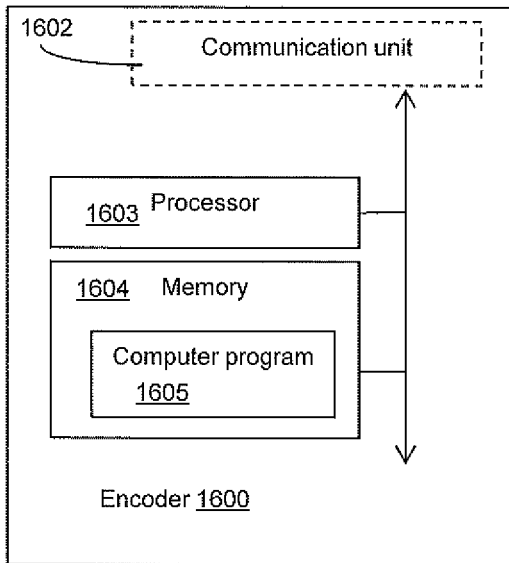 1602
Communication unit
1603 Processor
1604 Memory
Computer program
1605
Encoder 1600